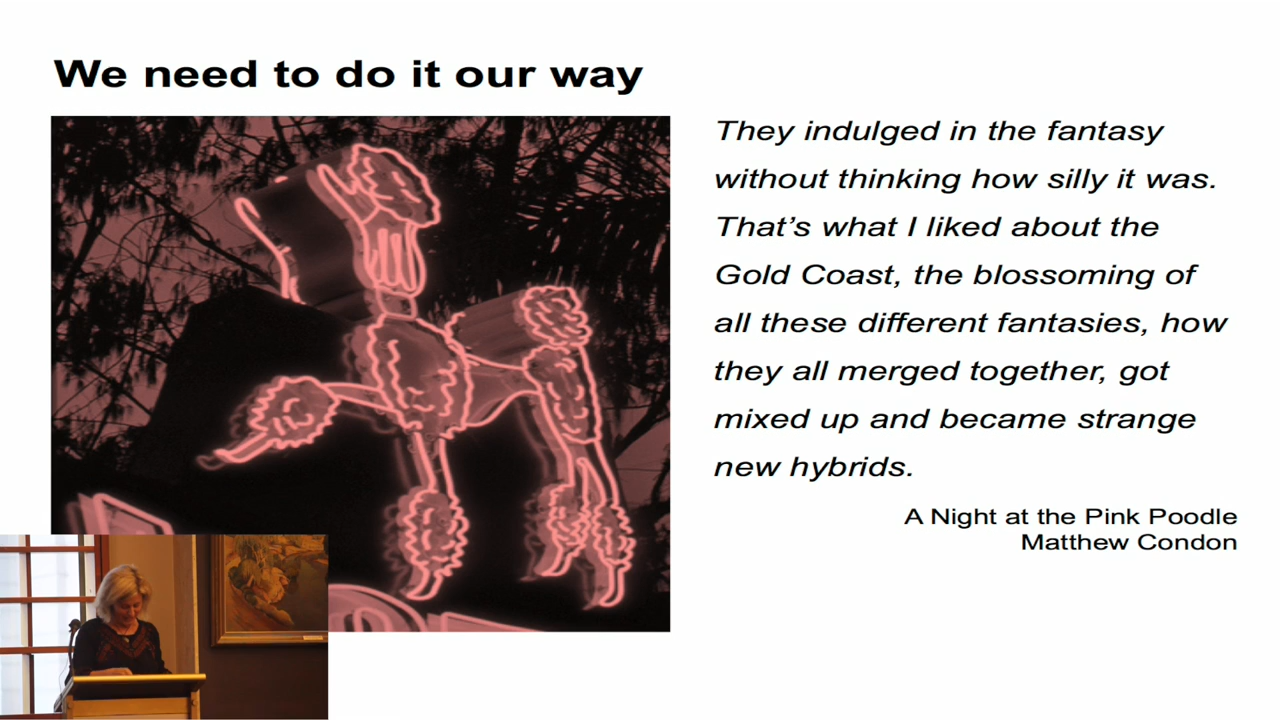 We need to do it our way
They indulged in the fantasy
without thinking how silly it was.
That’s what I liked about the
Gold Coast, the blossoming of
all these different fantasies, how
they all merged together, got
mixed up and became strange
new hybrids.
A Night at the Pink Poodle
Matthew Condon